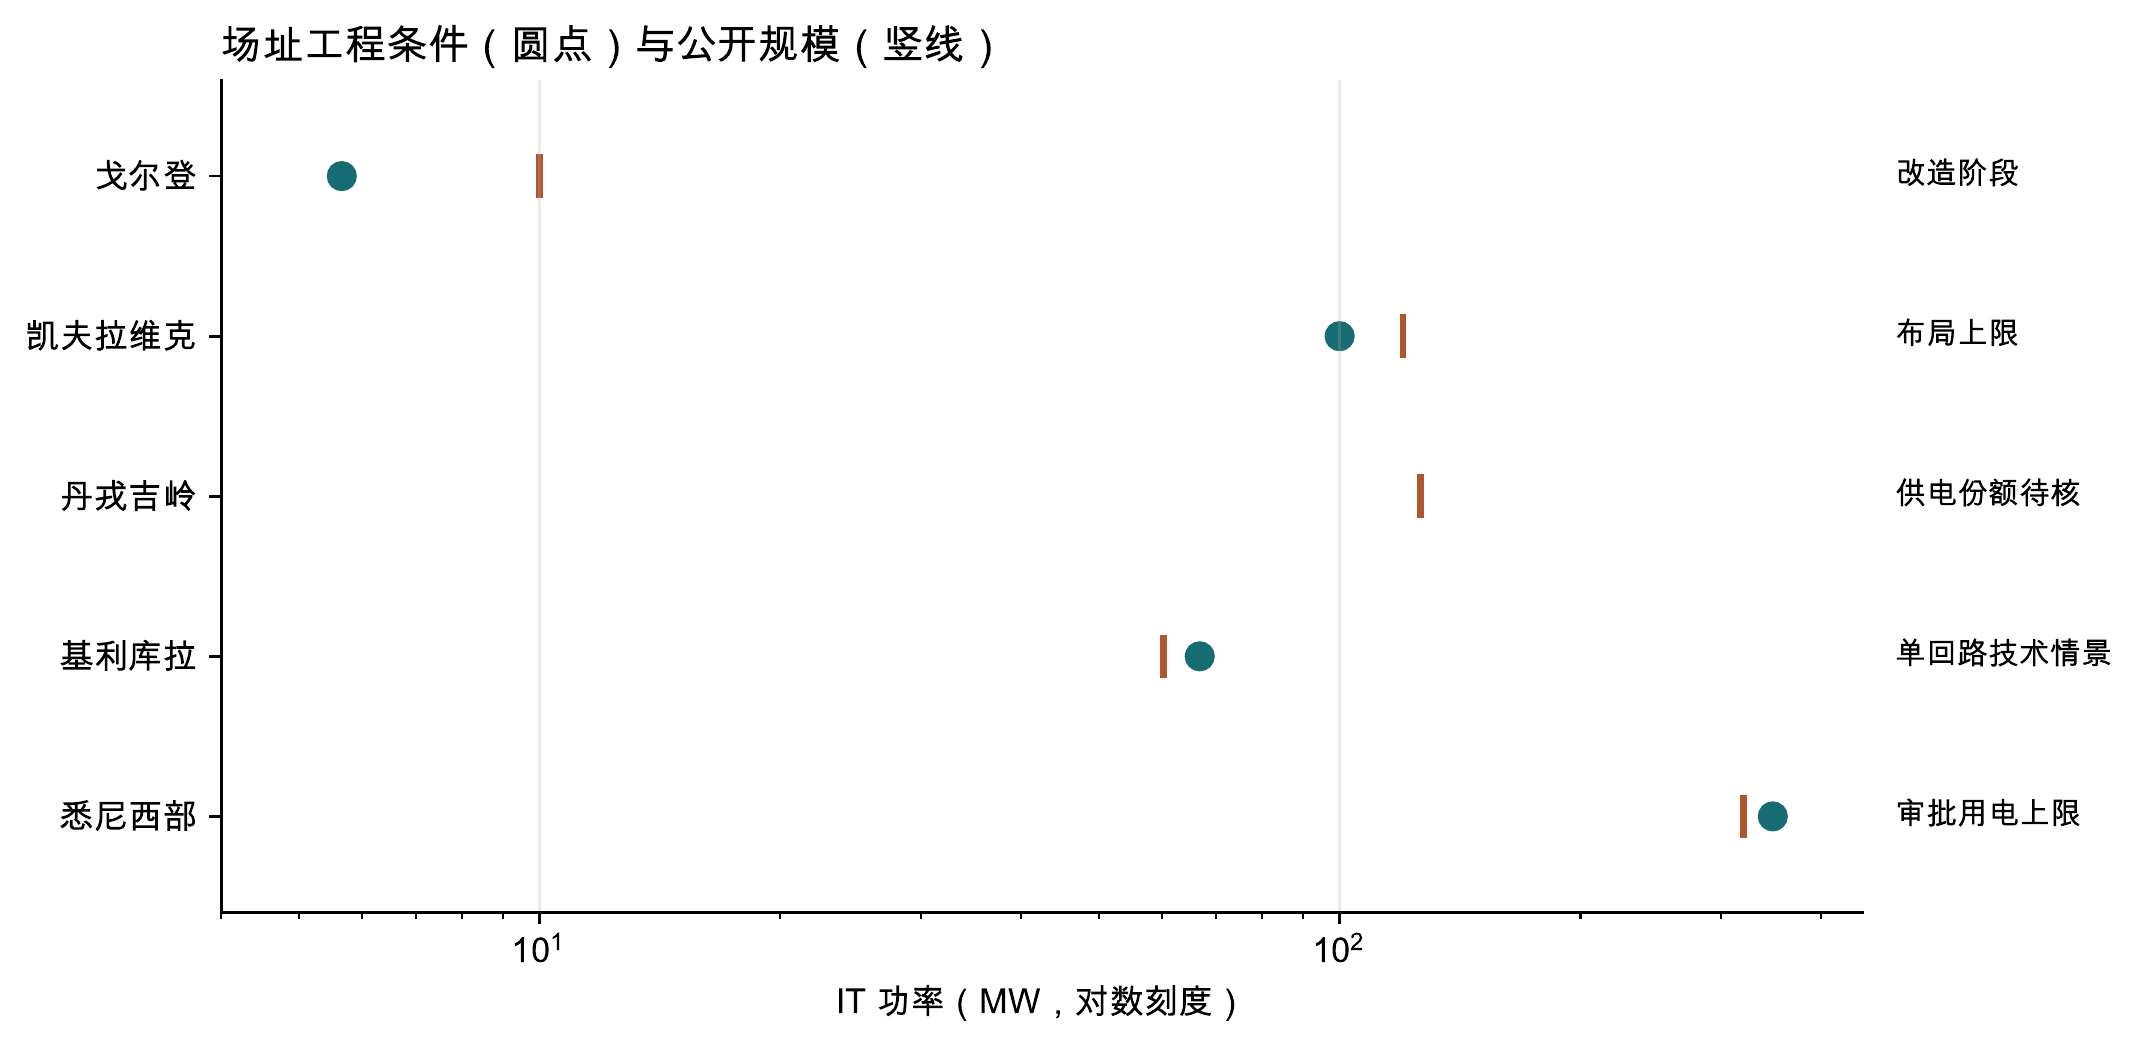 场址工程条件（圆点）与公开规模（竖线）
戈尔登
改造阶段
凯夫拉维克
布局上限
丹戎吉岭
供电份额待核
基利库拉
单回路技术情景
悉尼西部
审批用电上限
10¹
10²
IT 功率（MW，对数刻度）